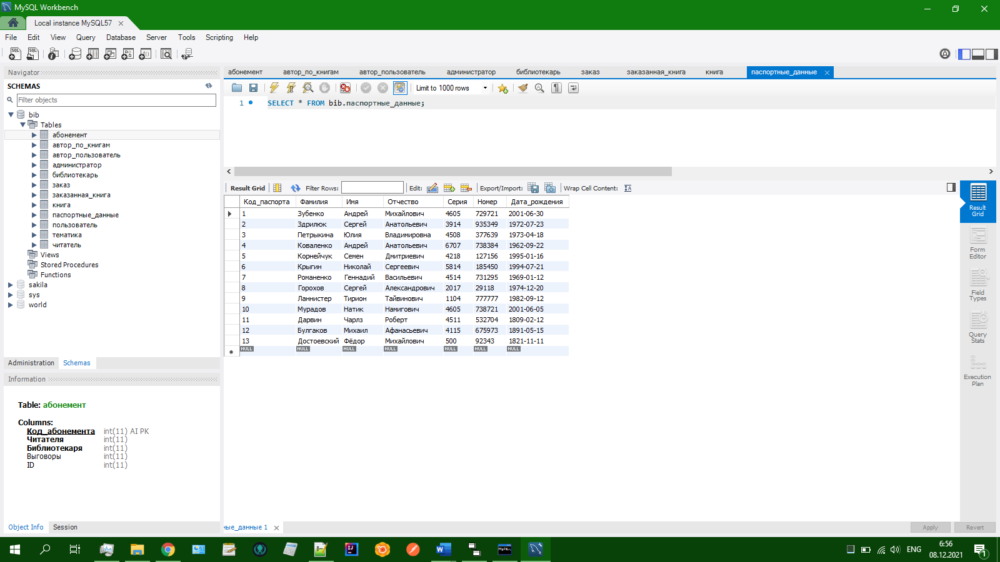 MySQL Workbench
Local instance MySQL57
File Edit View Query Database Server Tools Scripting Help
Navigator
SCHEMAS
Filter objects
bib
Tables
абонемент
автор_по_книгам
автор_пользователь
администратор
библиотекарь
заказ
заказанная_книга
книга
паспортные_данные
пользователь
тематика
читатель
Views
Stored Procedures
Functions
sakila
sys
world
Administration Schemas
Information
Table: абонемент
Columns:
Код_абонемента int(11) AI PK
Читателя int(11)
Библиотекаря int(11)
Выговоры int(11)
ID int(11)
Object Info Session
абонемент автор_по_книгам автор_пользователь администратор библиотекарь заказ заказанная_книга книга паспортные_данные
Limit to 1000 rows
1 SELECT * FROM bib.паспортные_данные;
Result Grid Filter Rows: Edit: Export/Import: Wrap Cell Content:
Код_паспорта Фамилия Имя Отчество Серия Номер Дата_рождения
1 Зубенко Андрей Михайлович 4605 729721 2001-06-30
2 Здрилюк Сергей Анатольевич 3914 935349 1972-07-23
3 Петрыкина Юлия Владимировна 4508 377639 1973-04-18
4 Коваленко Андрей Анатольевич 6707 738384 1962-09-22
5 Корнейчук Семен Дмитриевич 4218 127156 1995-01-16
6 Крыгин Николай Сергеевич 5814 185450 1994-07-21
7 Романенко Геннадий Васильевич 4514 731295 1969-01-12
8 Горохов Сергей Александрович 2017 29118 1974-12-20
9 Ланнистер Тирион Тайвинович 1104 777777 1982-09-12
10 Мурадов Натик Намигович 4605 738721 2001-06-05
11 Дарвин Чарлз Роберт 4511 532704 1809-02-12
12 Булгаков Михаил Афанасьевич 4115 675973 1891-05-15
13 Достоевский Фёдор Михайлович 500 92343 1821-11-11
NULL NULL NULL NULL NULL NULL NULL
Result Grid
Form Editor
Field Types
Query Stats
Execution Plan
ные_данные 1
Apply Revert
ENG
6:56
08.12.2021
1